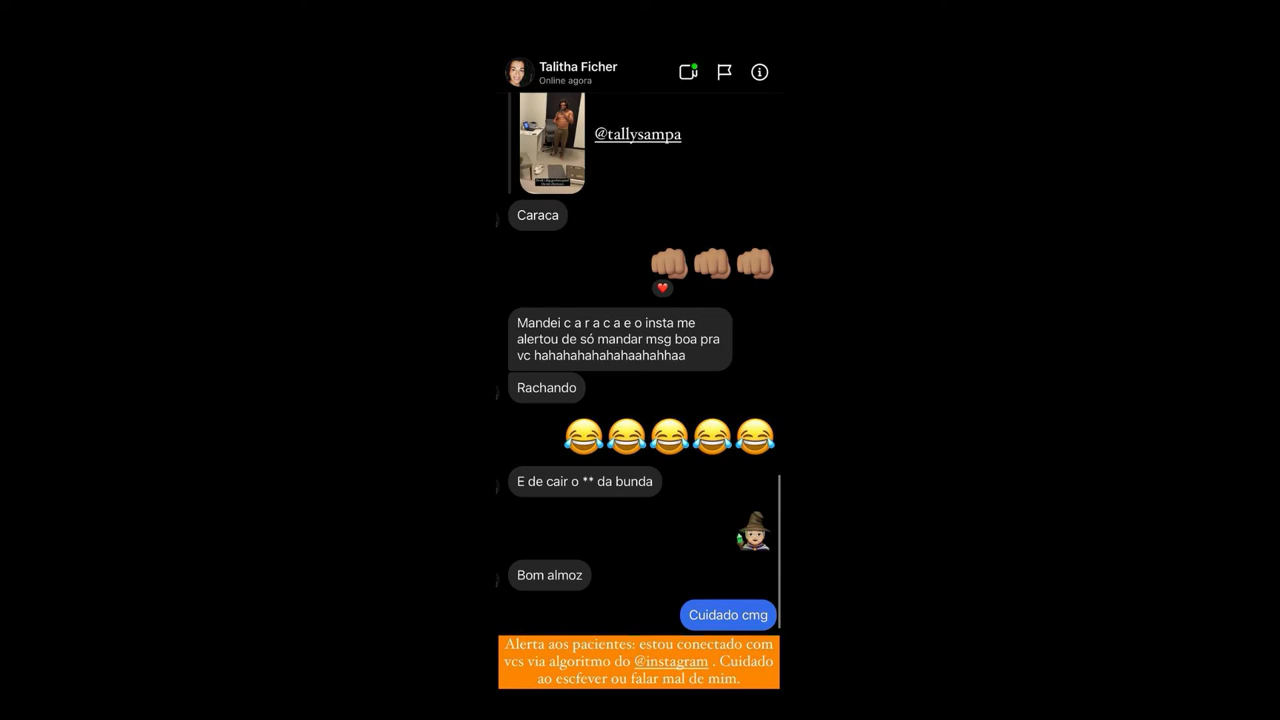 Talitha Ficher
Online agora
@tallysampa
Caraca
Mandei c a r a c a e o insta me
alertou de só mandar msg boa pra
vc hahahahahahahaahahhaa
Rachando
E de cair o ** da bunda
Bom almoz
Cuidado cmg
Alerta aos pacientes: estou conectado com
vcs via algoritmo do @instagram . Cuidado
ao escfever ou falar mal de mim.